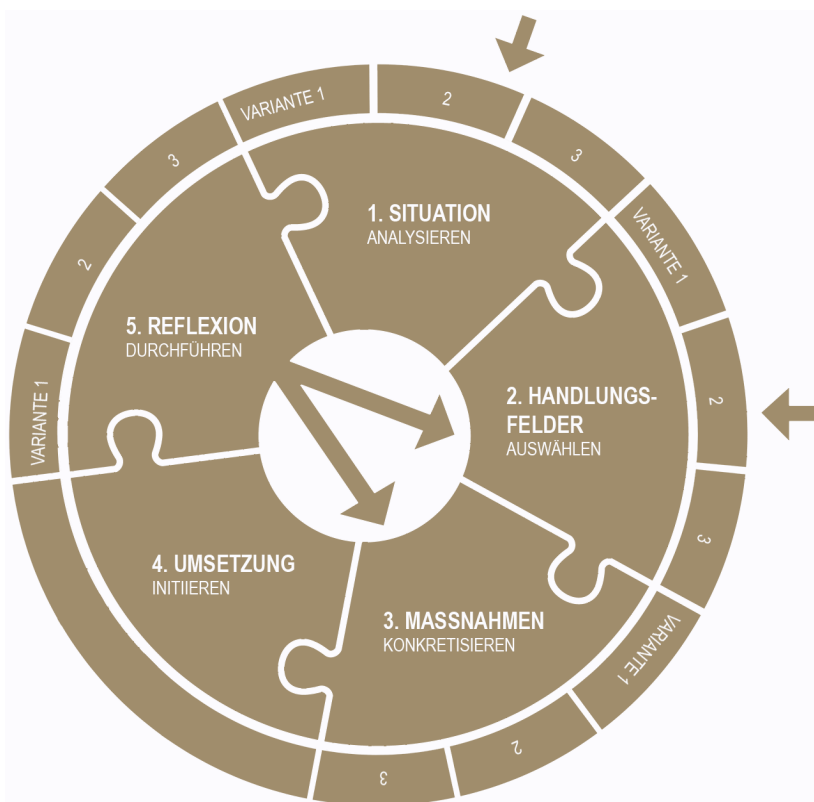 VARIANTE 1
2
3
1. SITUATION
ANALYSIEREN
VARIANTE 1
2
3
2. HANDLUNGS-
FELDER
AUSWÄHLEN
VARIANTE 1
2
3
3. MASSNAHMEN
KONKRETISIEREN
4. UMSETZUNG
INITIIEREN
VARIANTE 1
2
3
5. REFLEXION
DURCHFÜHREN